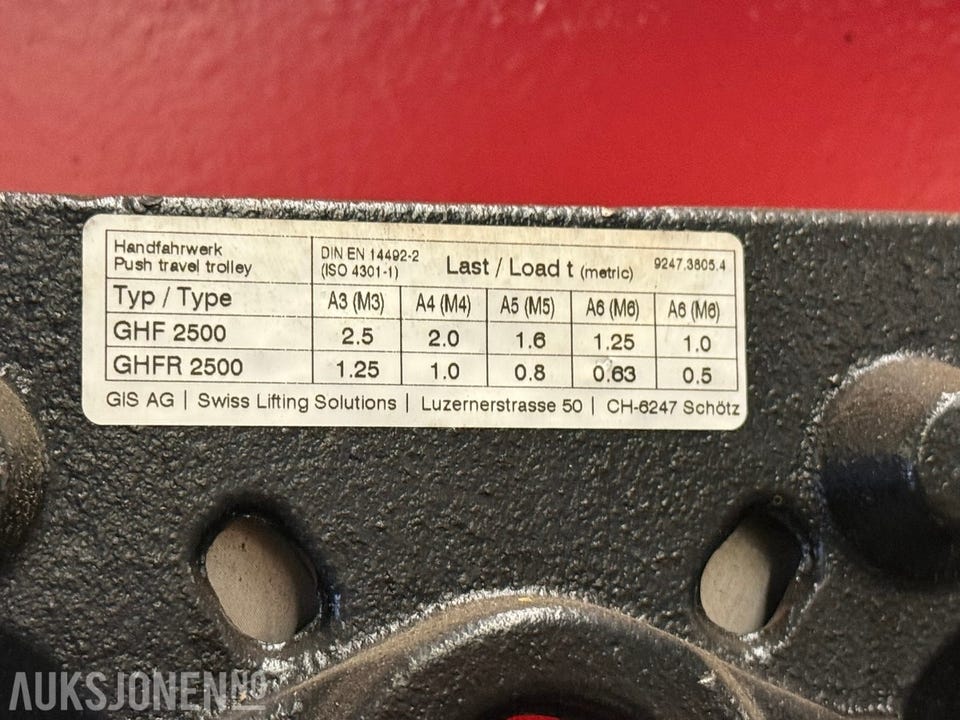 Handfahrwerk
Push travel trolley
DIN EN 14492-2
(ISO 4301-1)
Last / Load t (metric)
9247.3805.4
Typ / Type A3 (M3) A4 (M4) A5 (M5) A6 (M6) A6 (M6)
GHF 2500 2.5 2.0 1.6 1.25 1.0
GHFR 2500 1.25 1.0 0.8 0.63 0.5
GIS AG | Swiss Lifting Solutions | Luzernerstrasse 50 | CH-6247 Schötz
AUKSJONEN.NO